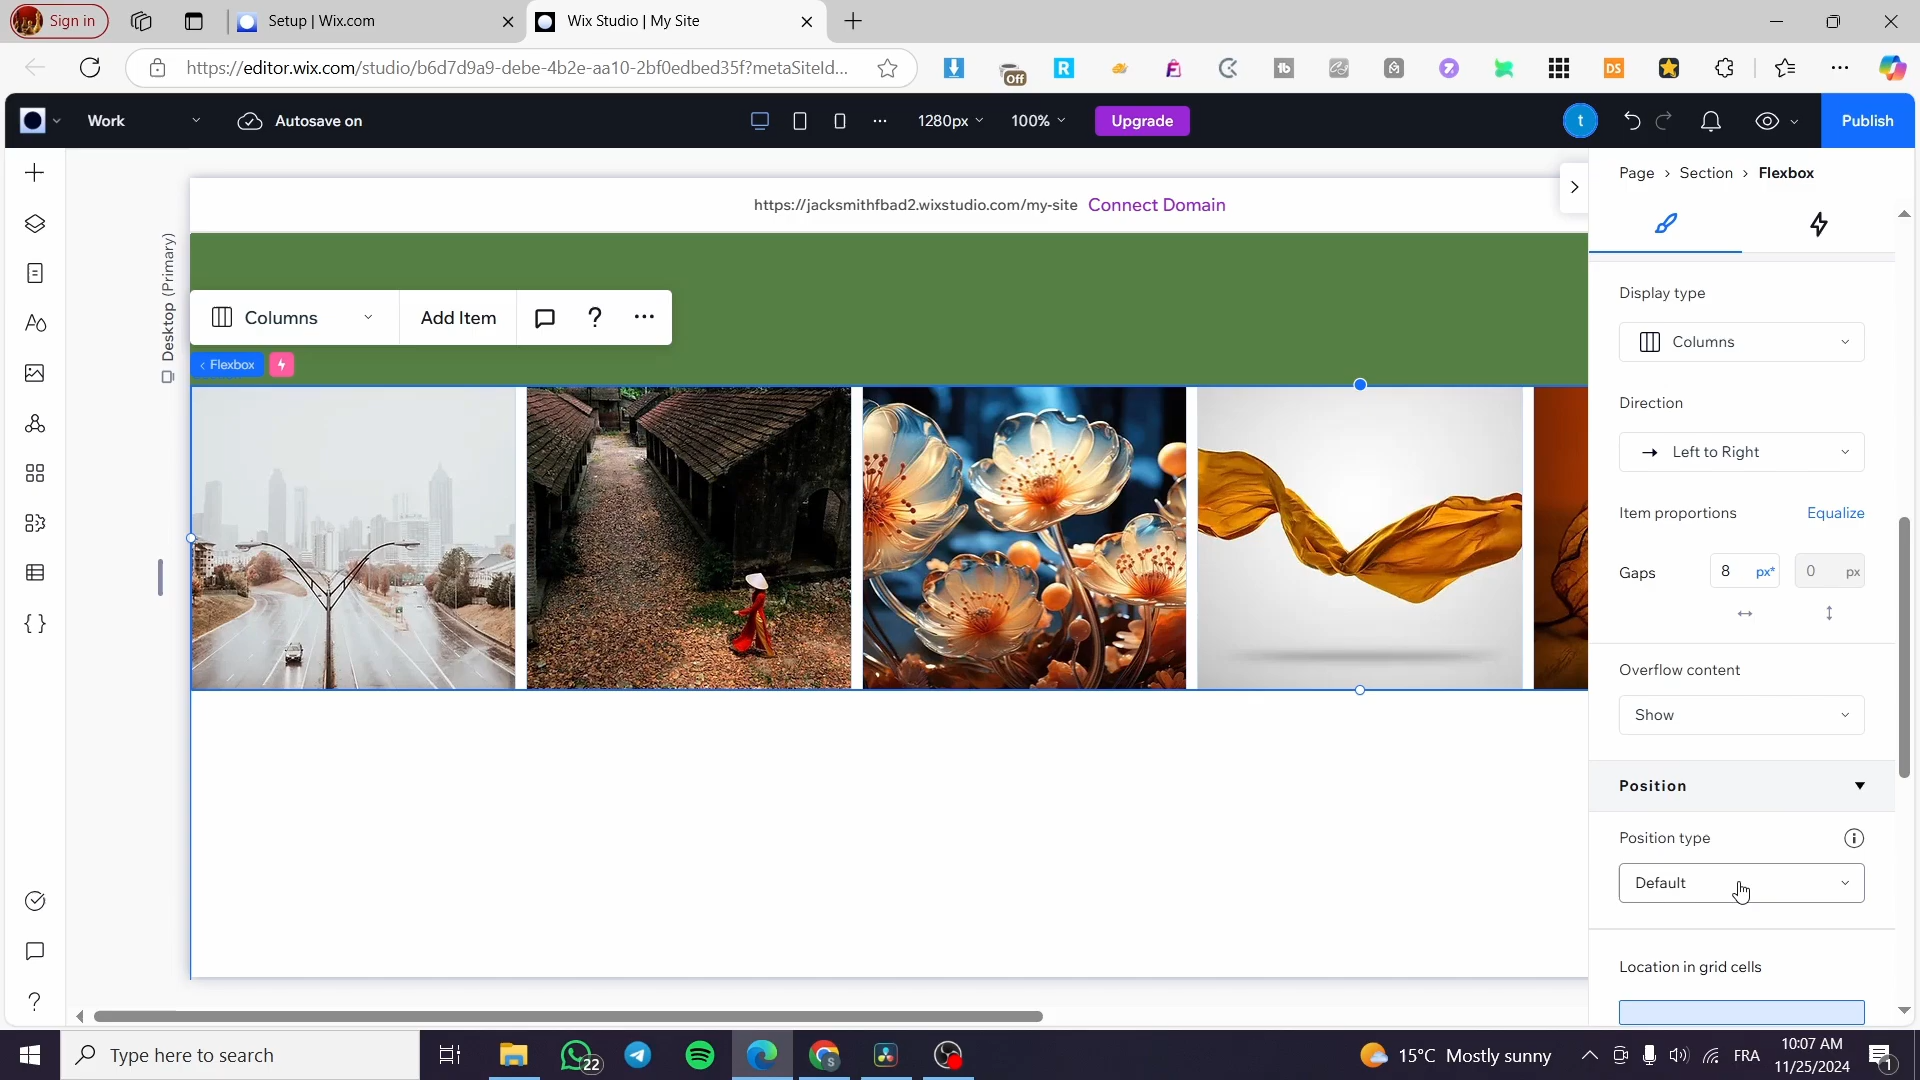 Sign in
Setup | Wix.com
Wix Studio | My Site
https://editor.wix.com/studio/b6d7d9a9-debe-4b2e-aa10-2bf0edbed35f?metaSiteId...
Off
R
tb
DS
Work
Autosave on
1280px
100%
Upgrade
t
Publish
https://jacksmithfbad2.wixstudio.com/my-site Connect Domain
Desktop (Primary)
Columns
Add Item
?
< Flexbox
Page > Section > Flexbox
Display type
Columns
Direction
Left to Right
Item proportions
Equalize
Gaps
8 px*
0 px
Overflow content
Show
Position
Position type
Default
Location in grid cells
?
Type here to search
22
S
15°C Mostly sunny
FRA
10:07 AM
11/25/2024
1